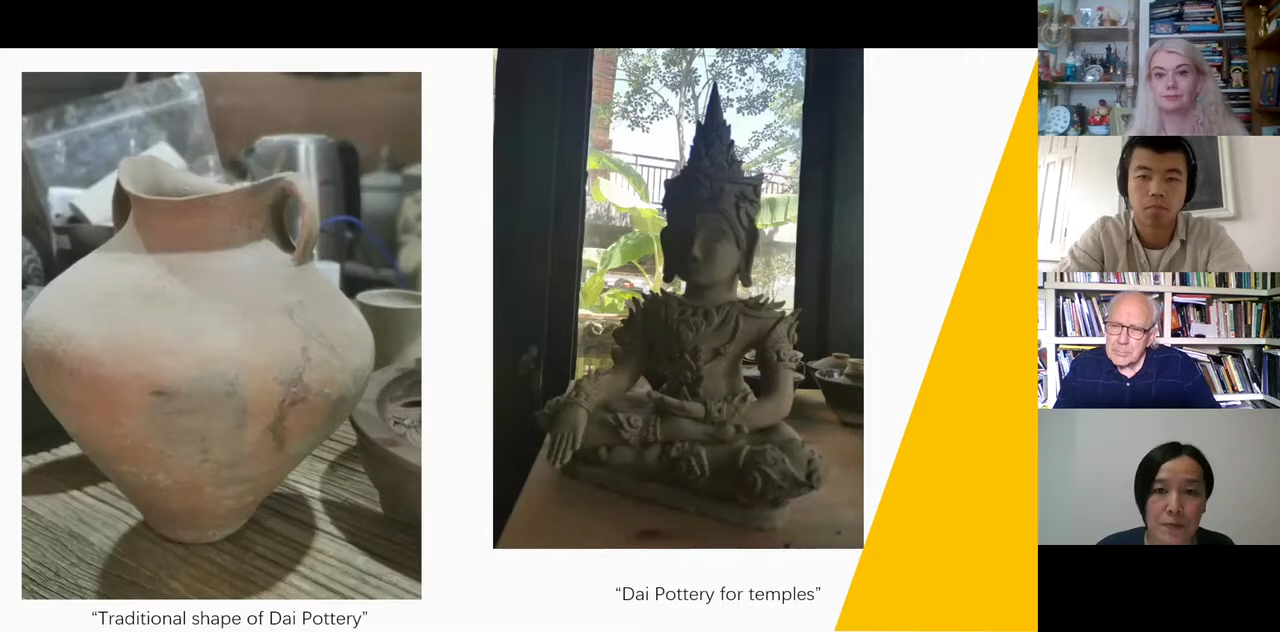 “Traditional shape of Dai Pottery”
“Dai Pottery for temples”